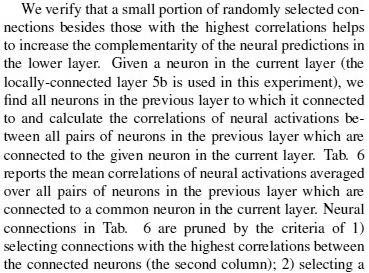 We verify that a small portion of randomly selected con-
nections besides those with the highest correlations helps
to increase the complementarity of the neural predictions in
the lower layer. Given a neuron in the current layer (the
locally-connected layer 5b is used in this experiment), we
find all neurons in the previous layer to which it connected
to and calculate the correlations of neural activations be-
tween all pairs of neurons in the previous layer which are
connected to the given neuron in the current layer. Tab. 6
reports the mean correlations of neural activations averaged
over all pairs of neurons in the previous layer which are
connected to a common neuron in the current layer. Neural
connections in Tab. 6 are pruned by the criteria of 1)
selecting connections with the highest correlations between
the connected neurons (the second column); 2) selecting a